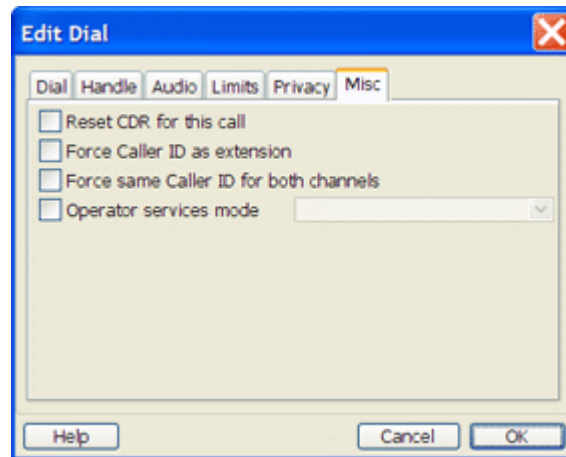 Edit Dial
Dial Handle Audio Limits Privacy Misc
Reset CDR for this call
Force Caller ID as extension
Force same Caller ID for both channels
Operator services mode
Help Cancel OK